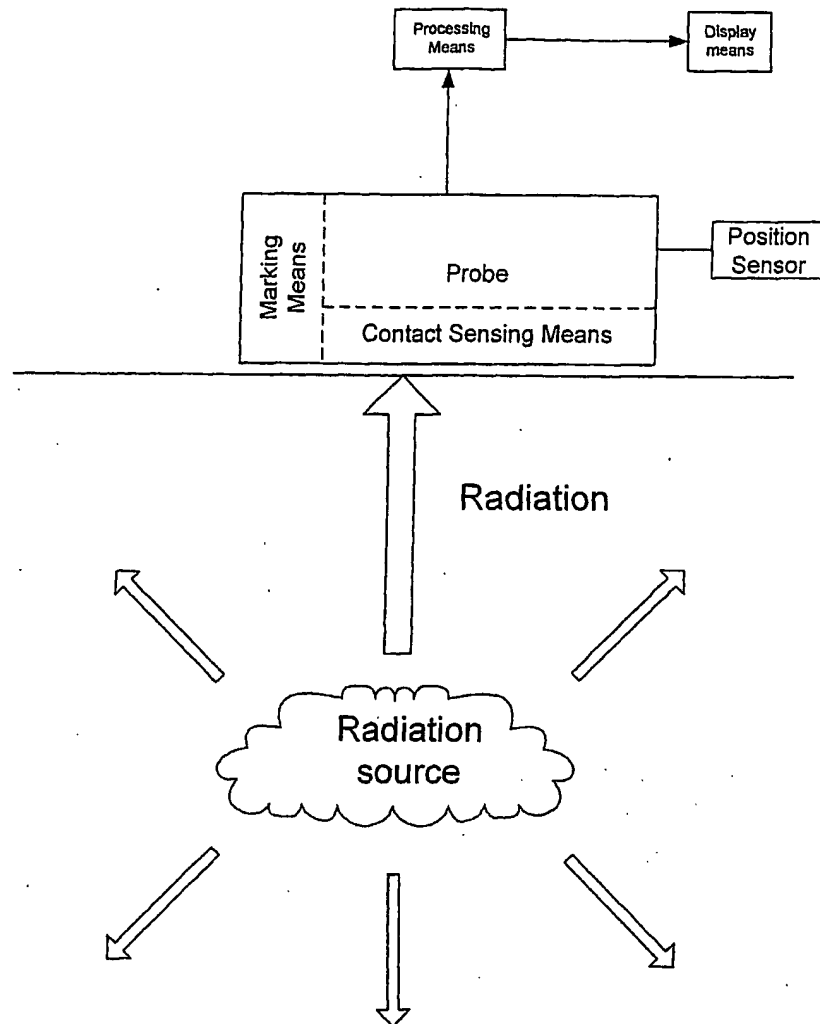 Processing
Means
Display
means
Marking
Means
Probe
Position
Sensor
Contact Sensing Means
Radiation
Radiation
source